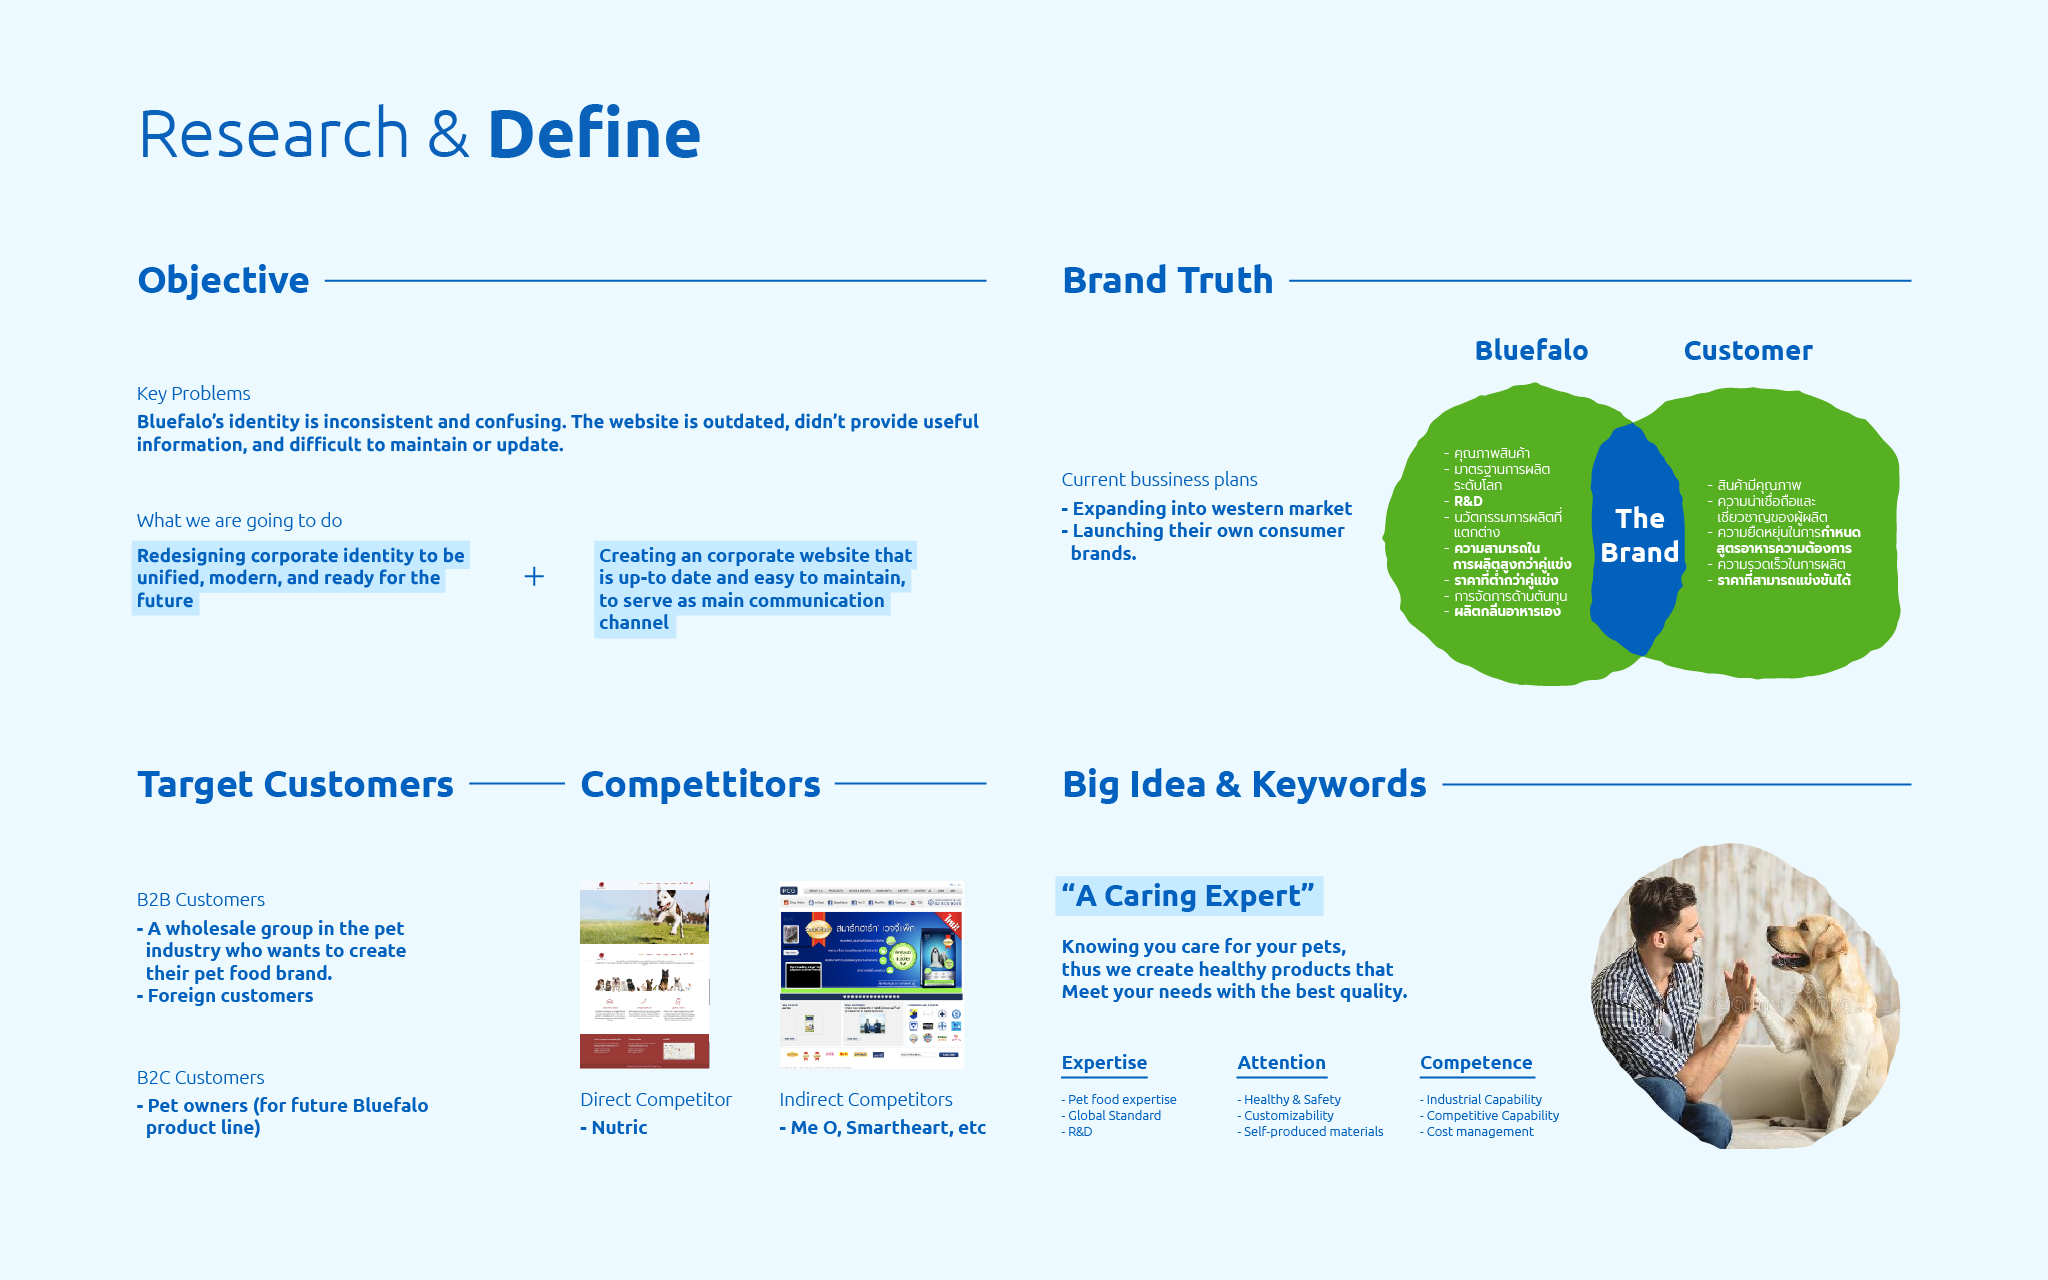 Research & Define
Objective
Key Problems
Bluefalo’s identity is inconsistent and confusing. The website is outdated, didn’t provide useful
information, and difficult to maintain or update.
What we are going to do
Redesigning corporate identity to be
unified, modern, and ready for the
future
+
Creating an corporate website that
is up-to date and easy to maintain,
to serve as main communication
channel
Brand Truth
Current bussiness plans
- Expanding into western market
- Launching their own consumer
brands.
Bluefalo
Customer
- คุณภาพสินค้า
- มาตรฐานการผลิต
ระดับโลก
- R&D
- นวัตกรรมการผลิตที่
แตกต่าง
- ความสามารถใน
การผลิตสูงกว่าคู่แข่ง
- ราคาที่ต่ำกว่าคู่แข่ง
- การจัดการด้านต้นทุน
- ผลิตกลิ่นอาหารเอง
The
Brand
- สินค้ามีคุณภาพ
- ความน่าเชื่อถือและ
เชี่ยวชาญของผู้ผลิต
- ความยืดหยุ่นในการกำหนด
สูตรอาหารความต้องการ
- ความรวดเร็วในการผลิต
- ราคาที่สามารถแข่งขันได้
Target Customers
B2B Customers
- A wholesale group in the pet
industry who wants to create
their pet food brand.
- Foreign customers
B2C Customers
- Pet owners (for future Bluefalo
product line)
Compettitors
PCG
สมาร์ทฮาร์ท เวจจี้แพ็ค
ใหม่!
Direct Competitor
- Nutric
Indirect Competitors
- Me O, Smartheart, etc
Big Idea & Keywords
“A Caring Expert”
Knowing you care for your pets,
thus we create healthy products that
Meet your needs with the best quality.
Expertise
- Pet food expertise
- Global Standard
- R&D
Attention
- Healthy & Safety
- Customizability
- Self-produced materials
Competence
- Industrial Capability
- Competitive Capability
- Cost management